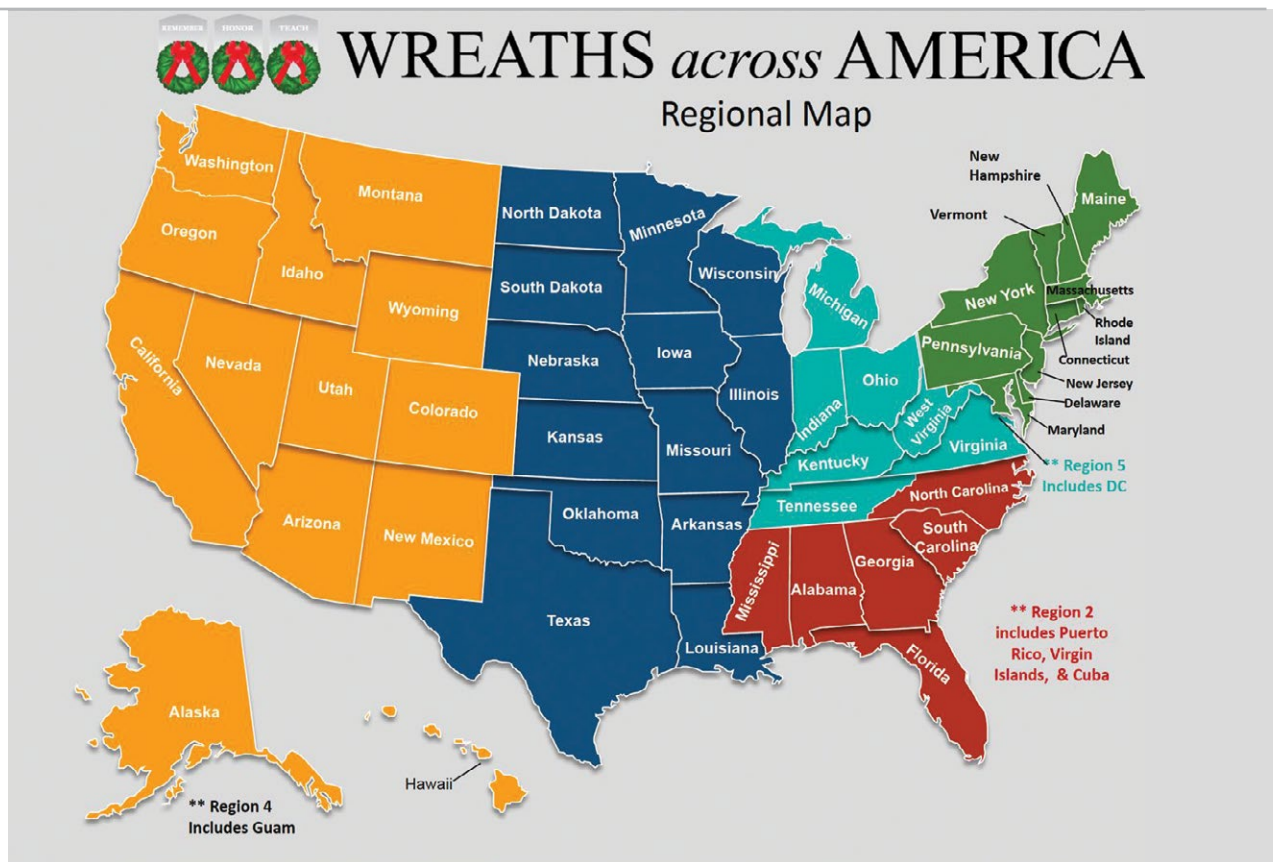 REMEMBER HONOR TEACH
WREATHS across AMERICA
Regional Map
Washington
Montana
Oregon
Idaho
Wyoming
California
Nevada
Utah
Colorado
Arizona
New Mexico
North Dakota
Minnesota
South Dakota
Wisconsin
Nebraska
Iowa
Illinois
Kansas
Missouri
Oklahoma
Arkansas
Texas
Louisiana
Michigan
Indiana
Ohio
West
Virginia
Kentucky
Virginia
Tennessee
** Region 5
Includes DC
New
Hampshire
Vermont
Maine
New York
Massachusetts
Rhode
Island
Connecticut
Pennsylvania
New Jersey
Delaware
Maryland
North Carolina
South
Carolina
Mississippi
Alabama
Georgia
Florida
** Region 2
includes Puerto
Rico, Virgin
Islands, & Cuba
Alaska
Hawaii
** Region 4
Includes Guam